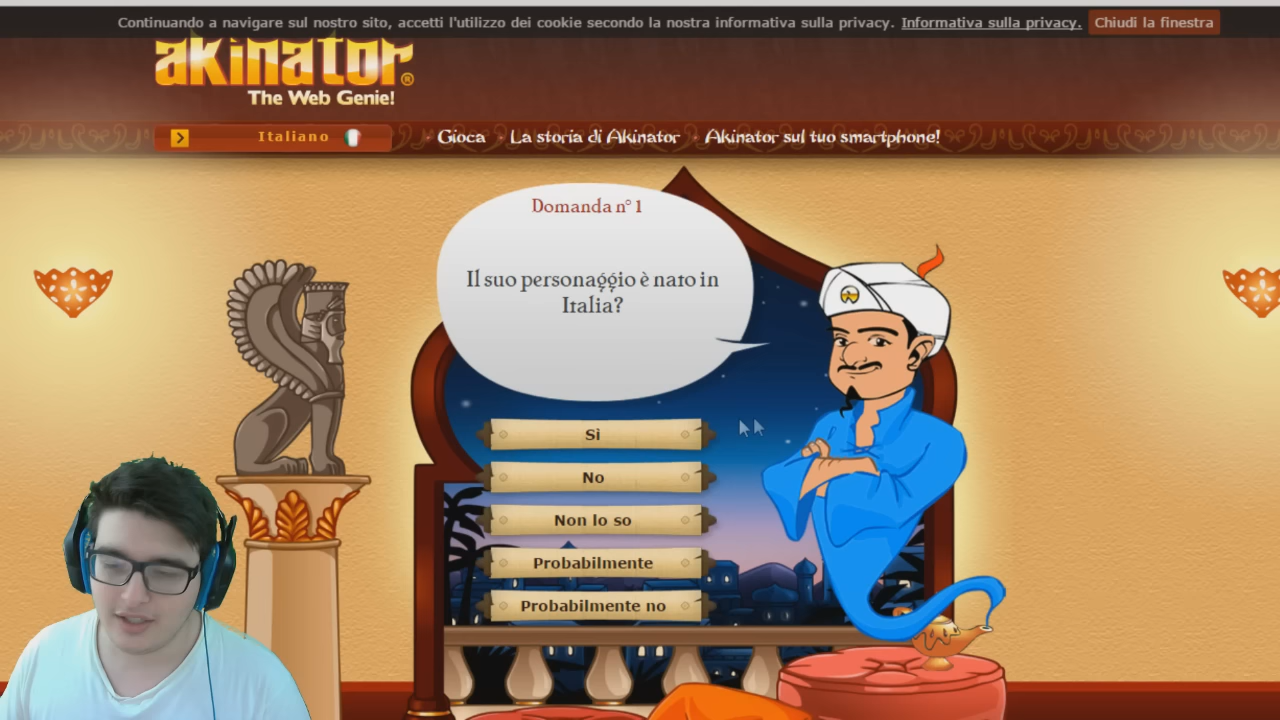 Continuando a navigare sul nostro sito, accetti l'utilizzo dei cookie secondo la nostra informativa sulla privacy. Informativa sulla privacy. Chiudi la finestra
akinator®
The Web Genie!
Italiano · Gioca · La storia di Akinator · Akinator sul tuo smartphone!
Domanda n° 1
Il suo personaggio è nato in
Italia?
Sì
No
Non lo so
Probabilmente
Probabilmente no